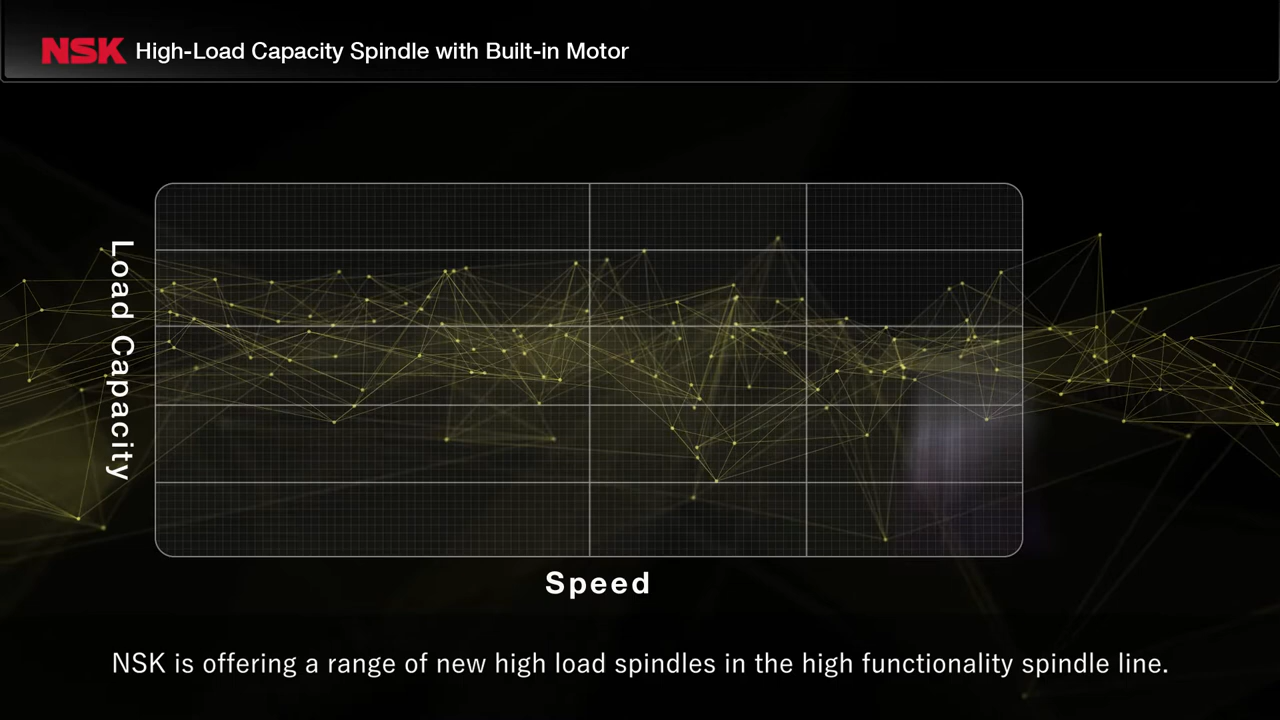 NSK High-Load Capacity Spindle with Built-in Motor
Load Capacity
Speed
NSK is offering a range of new high load spindles in the high functionality spindle line.